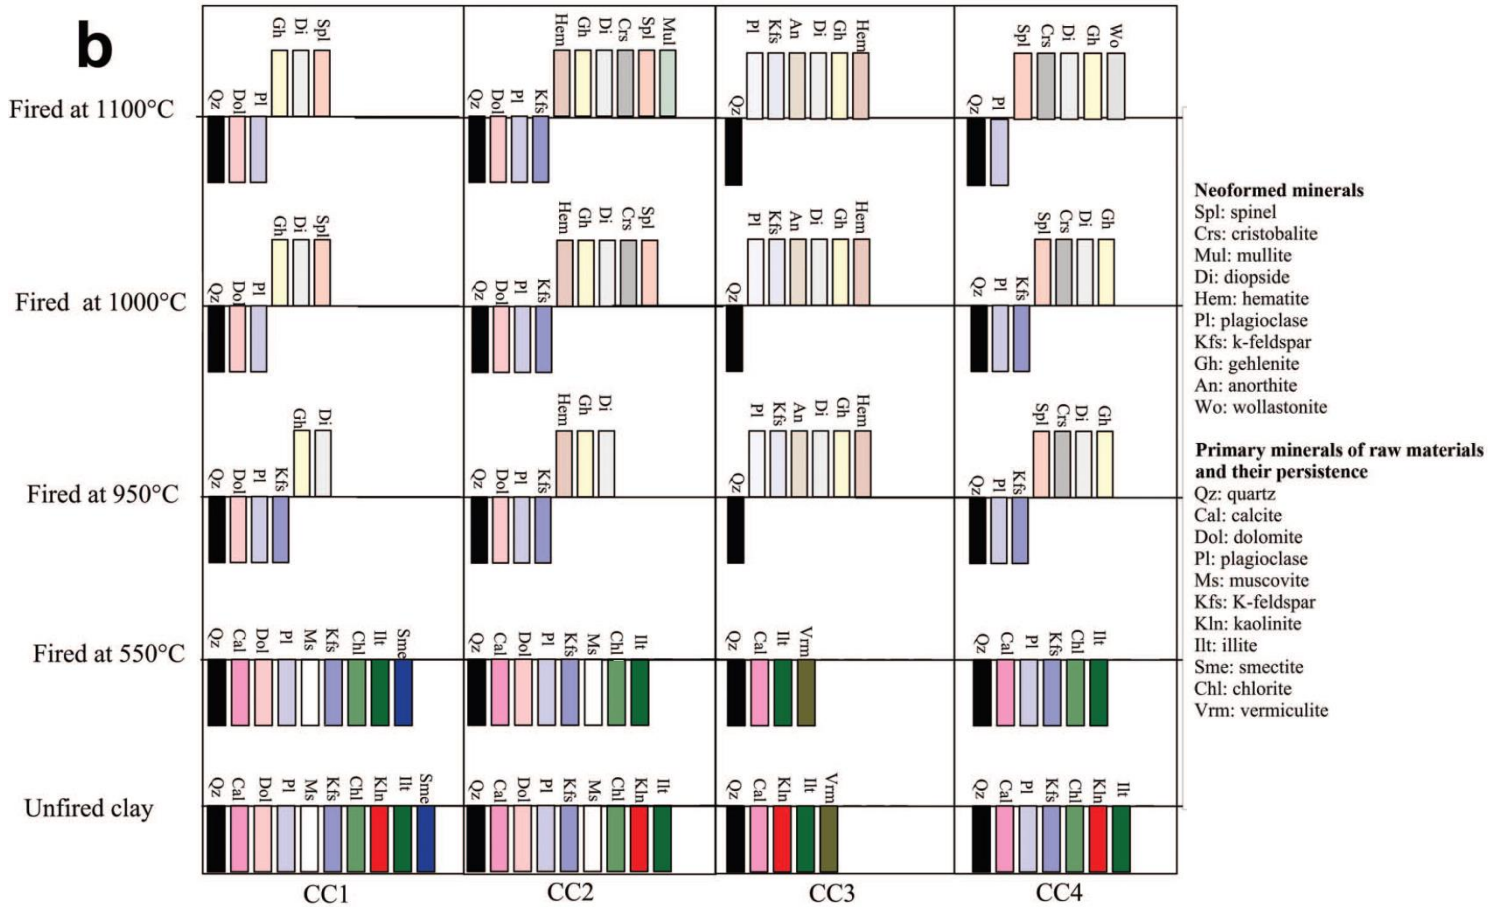 b
Gh Di Spl
Hem Gh Di Crs Spl Mul
Pl Kfs An Di Gh Hem
Spl Crs Di Gh Wo
Fired at 1100°C
Qz Dol Pl
Qz Dol Pl Kfs
Qz
Qz Pl
Gh Di Spl
Hem Gh Di Crs Spl
Pl Kfs An Di Gh Hem
Spl Crs Di Gh
Fired at 1000°C
Qz Dol Pl
Qz Dol Pl Kfs
Qz
Qz Pl Kfs
Gh Di
Hem Gh Di
Pl Kfs An Di Gh Hem
Spl Crs Di Gh
Fired at 950°C
Qz Dol Pl Kfs
Qz Dol Pl Kfs
Qz
Qz Pl Kfs
Fired at 550°C
Qz Cal Dol Pl Ms Kfs Chl Ilt Sme
Qz Cal Dol Pl Kfs Ms Chl Ilt
Qz Cal Ilt Vrm
Qz Cal Pl Kfs Chl Ilt
Unfired clay
Qz Cal Dol Pl Ms Kfs Chl Kln Ilt Sme
Qz Cal Dol Pl Kfs Ms Chl Kln Ilt
Qz Cal Kln Ilt Vrm
Qz Cal Pl Kfs Chl Kln Ilt
CC1
CC2
CC3
CC4
Neoformed minerals
Spl: spinel
Crs: cristobalite
Mul: mullite
Di: diopside
Hem: hematite
Pl: plagioclase
Kfs: k-feldspar
Gh: gehlenite
An: anorthite
Wo: wollastonite
Primary minerals of raw materials
and their persistence
Qz: quartz
Cal: calcite
Dol: dolomite
Pl: plagioclase
Ms: muscovite
Kfs: K-feldspar
Kln: kaolinite
Ilt: illite
Sme: smectite
Chl: chlorite
Vrm: vermiculite